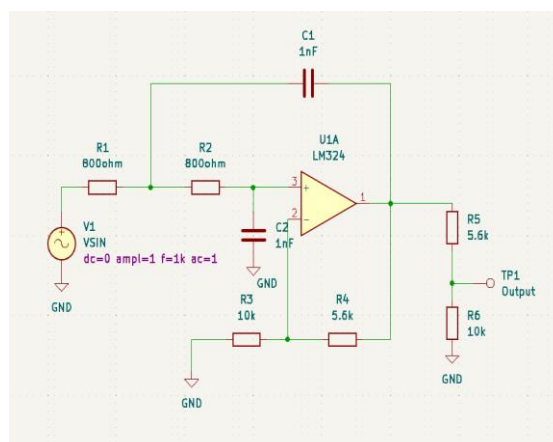 C1
1nF
R1
800ohm
R2
800ohm
U1A
LM324
3
+
2
−
1
V1
VSIN
dc=0 ampl=1 f=1k ac=1
GND
C2
1nF
GND
R3
10k
R4
5.6k
GND
R5
5.6k
TP1
Output
R6
10k
GND